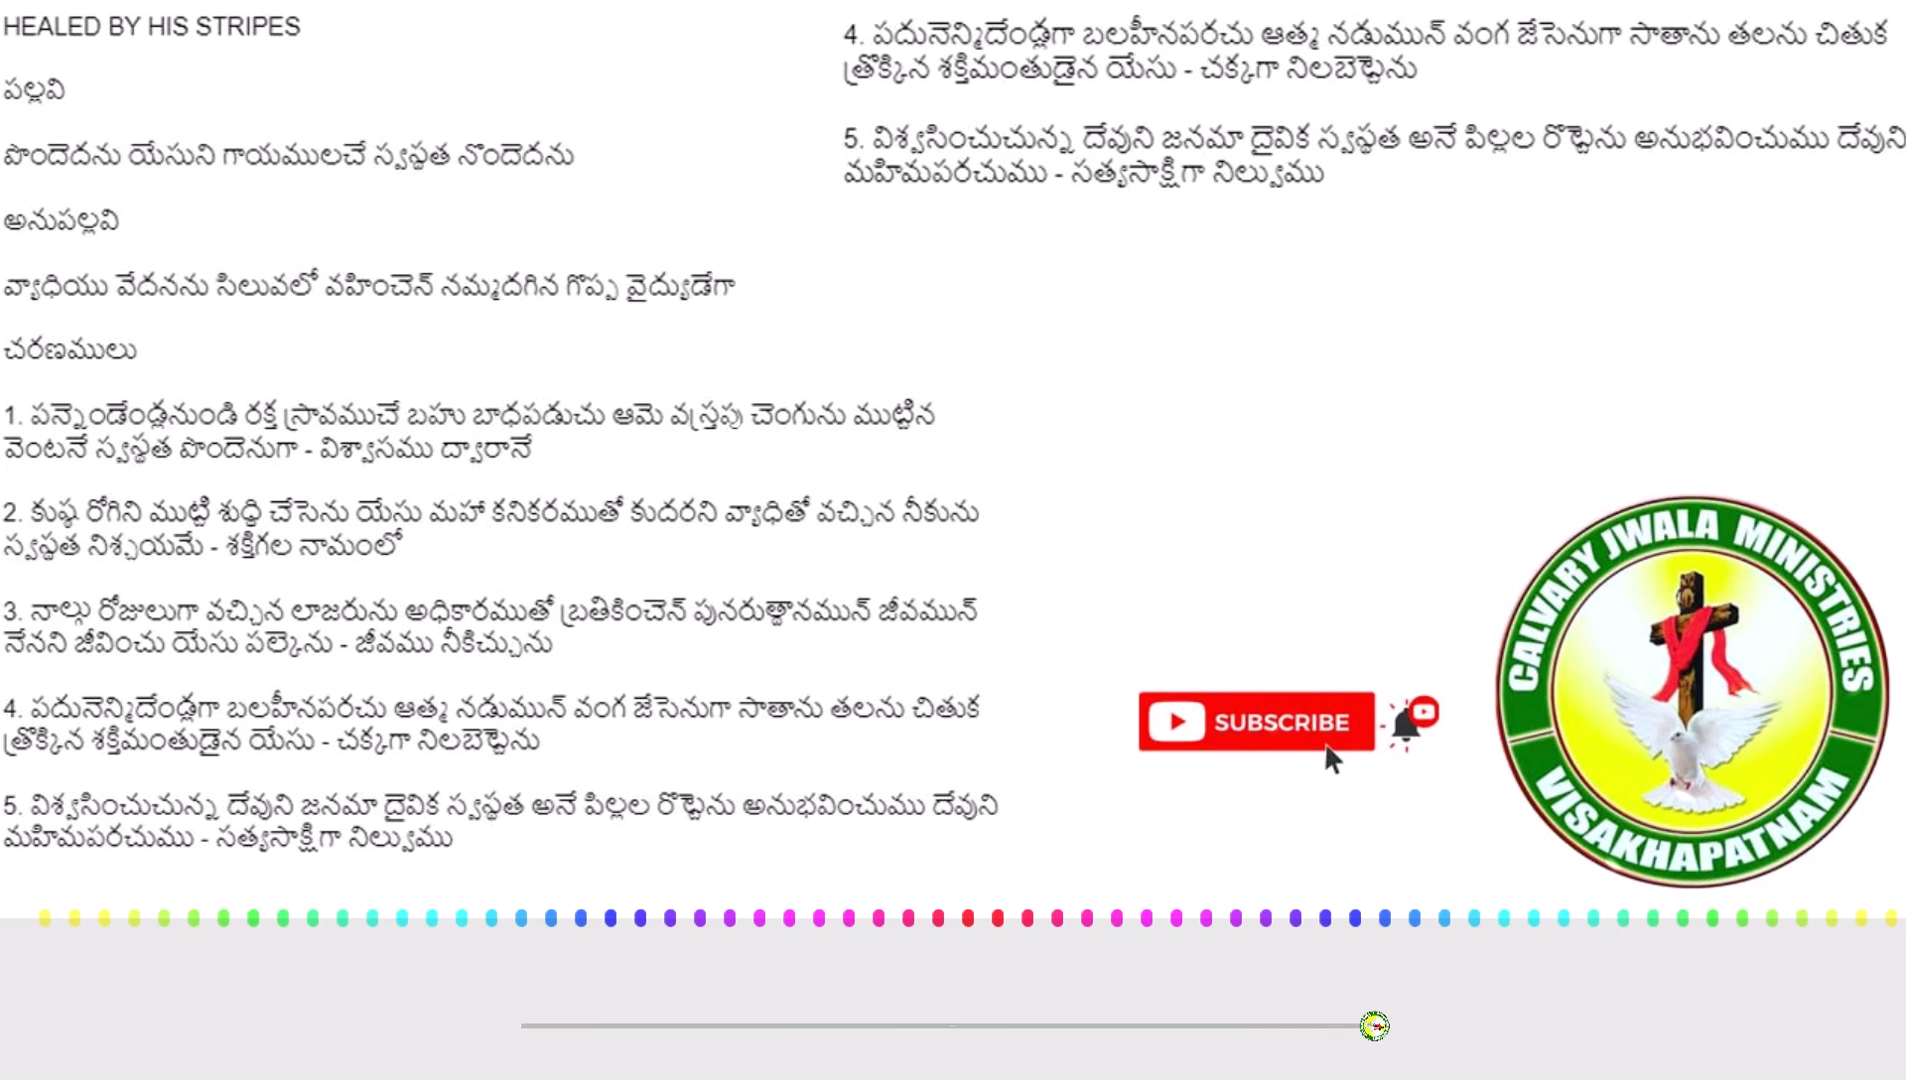 HEALED BY HIS STRIPES
పల్లవి
పొందెదను యేసుని గాయములచే స్వస్థత నొందెదను
అనుపల్లవి
వ్యాధియు వేదనను సిలువలో వహించెన్ నమ్మదగిన గొప్ప వైద్యుడేగా
చరణములు
1. పన్నెండేండ్లనుండి రక్త స్రావముచే బహు బాధపడుచు ఆమె వస్త్రపు చెంగును ముట్టిన
వెంటనే స్వస్థత పొందెనుగా - విశ్వాసము ద్వారానే
2. కుష్ఠ రోగిని ముట్టి శుద్ధి చేసెను యేసు మహా కనికరముతో కుదరని వ్యాధితో వచ్చిన నీకును
స్వస్థత నిశ్చయమే - శక్తిగల నామంలో
3. నాల్గు రోజులుగా వచ్చిన లాజరును అధికారముతో బ్రతికించెన్ పునరుత్థానమున్ జీవమున్
నేనని జీవించు యేసు పల్కెను - జీవము నీకిచ్చును
4. పదునెన్మిదేండ్లగా బలహీనపరచు ఆత్మ నడుమున్ వంగ జేసెనుగా సాతాను తలను చితుక
త్రొక్కిన శక్తిమంతుడైన యేసు - చక్కగా నిలబెట్టెను
5. విశ్వసించుచున్న దేవుని జనమా దైవిక స్వస్థత అనే పిల్లల రొట్టెను అనుభవించుము దేవుని
మహిమపరచుము - సత్యసాక్షిగా నిల్వుము
4. పదునెన్మిదేండ్లగా బలహీనపరచు ఆత్మ నడుమున్ వంగ జేసెనుగా సాతాను తలను చితుక
త్రొక్కిన శక్తిమంతుడైన యేసు - చక్కగా నిలబెట్టెను
5. విశ్వసించుచున్న దేవుని జనమా దైవిక స్వస్థత అనే పిల్లల రొట్టెను అనుభవించుము దేవుని
మహిమపరచుము - సత్యసాక్షిగా నిల్వుము
SUBSCRIBE
CALVARY JWALA MINISTRIES
VISAKHAPATNAM